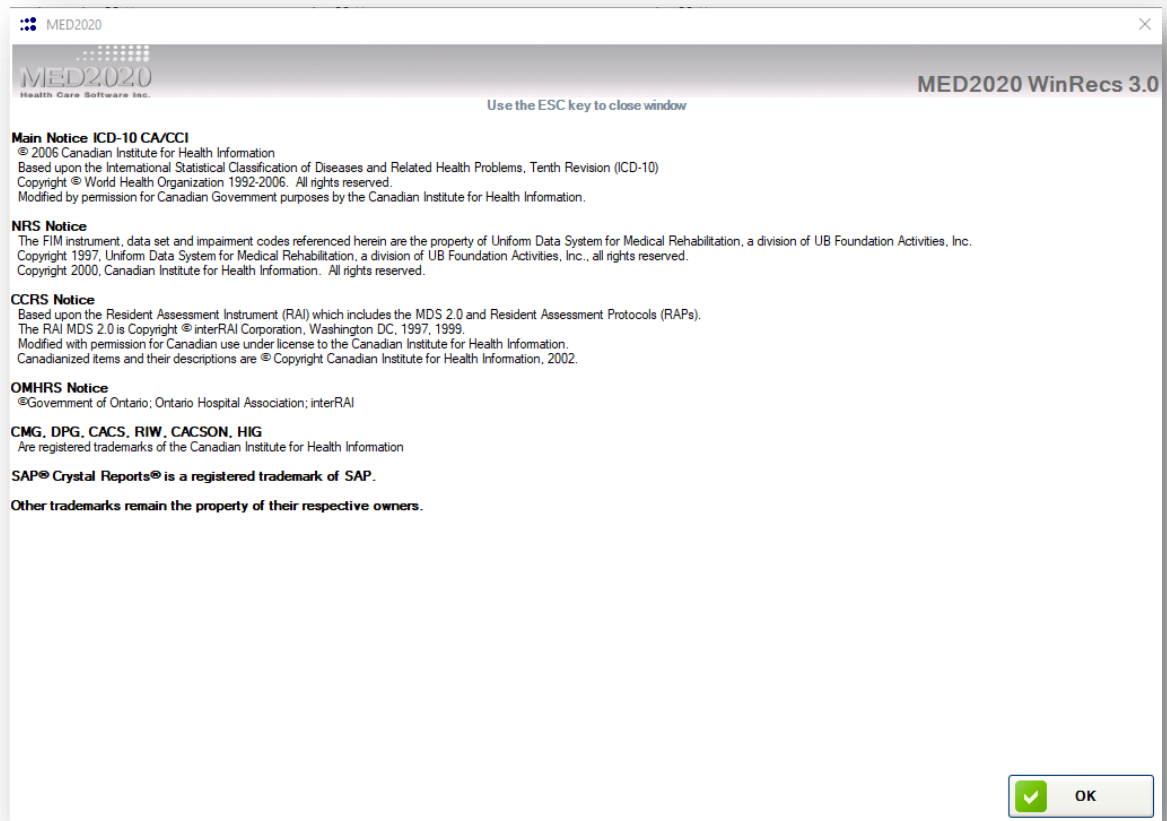 MED2020
MED2020
Health Care Software Inc.
MED2020 WinRecs 3.0
Use the ESC key to close window
Main Notice ICD-10 CA/CCI
© 2006 Canadian Institute for Health Information
Based upon the International Statistical Classification of Diseases and Related Health Problems, Tenth Revision (ICD-10)
Copyright © World Health Organization 1992-2006. All rights reserved.
Modified by permission for Canadian Government purposes by the Canadian Institute for Health Information.
NRS Notice
The FIM instrument, data set and impairment codes referenced herein are the property of Uniform Data System for Medical Rehabilitation, a division of UB Foundation Activities, Inc.
Copyright 1997, Uniform Data System for Medical Rehabilitation, a division of UB Foundation Activities, Inc., all rights reserved.
Copyright 2000, Canadian Institute for Health Information. All rights reserved.
CCRS Notice
Based upon the Resident Assessment Instrument (RAI) which includes the MDS 2.0 and Resident Assessment Protocols (RAPs).
The RAI MDS 2.0 is Copyright © interRAI Corporation, Washington DC, 1997, 1999.
Modified with permission for Canadian use under license to the Canadian Institute for Health Information.
Canadianized items and their descriptions are © Copyright Canadian Institute for Health Information, 2002.
OMHRS Notice
©Government of Ontario; Ontario Hospital Association; interRAI
CMG, DPG, CACS, RIW, CACSON, HIG
Are registered trademarks of the Canadian Institute for Health Information
SAP® Crystal Reports® is a registered trademark of SAP.
Other trademarks remain the property of their respective owners.
OK